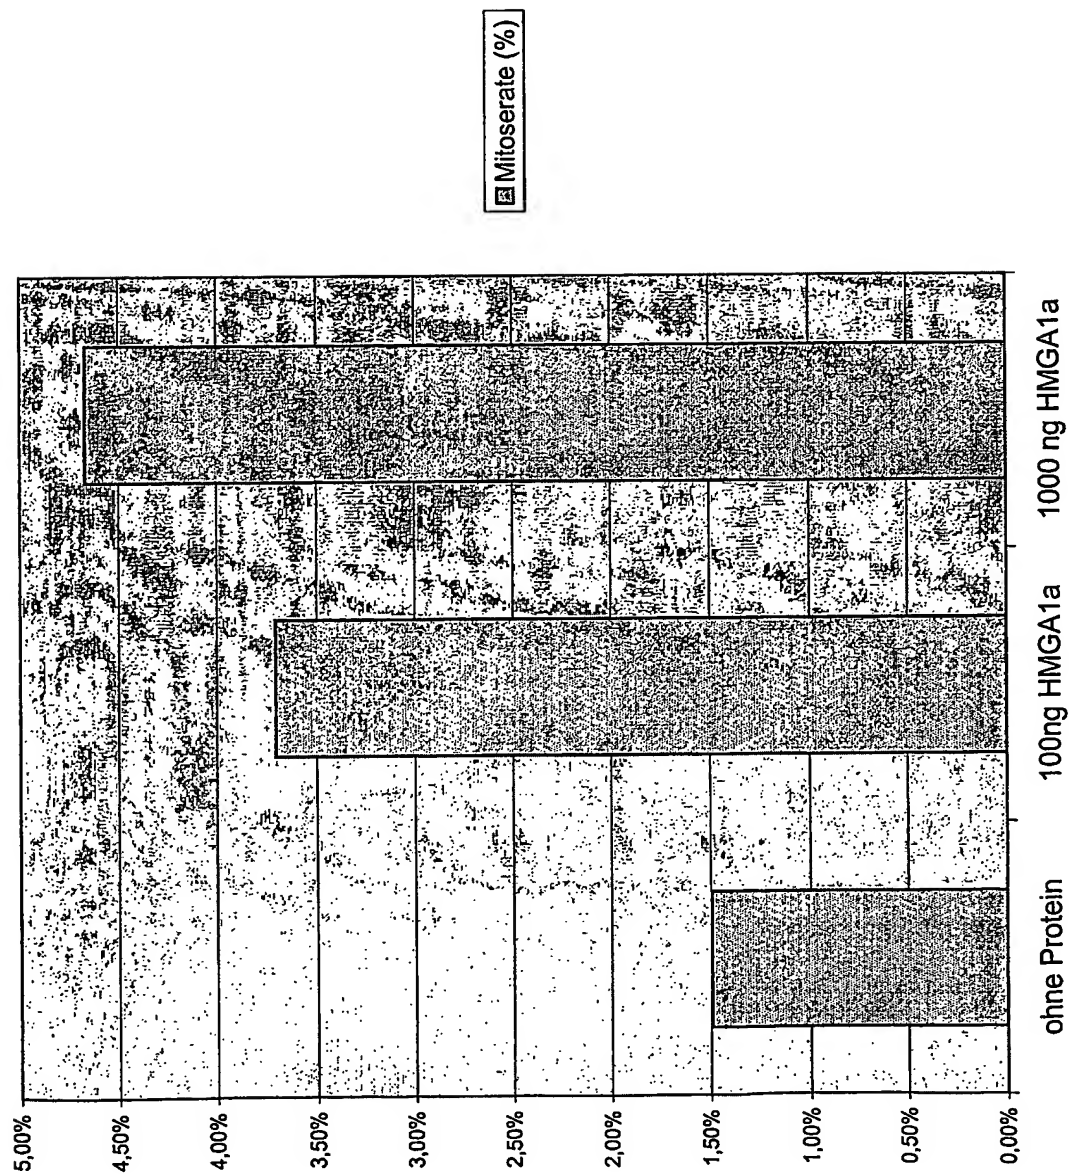 Mitoserate (%)
5,00%
4,50%
4,00%
3,50%
3,00%
2,50%
2,00%
1,50%
1,00%
0,50%
0,00%
ohne Protein
100ng HMGA1a
1000 ng HMGA1a